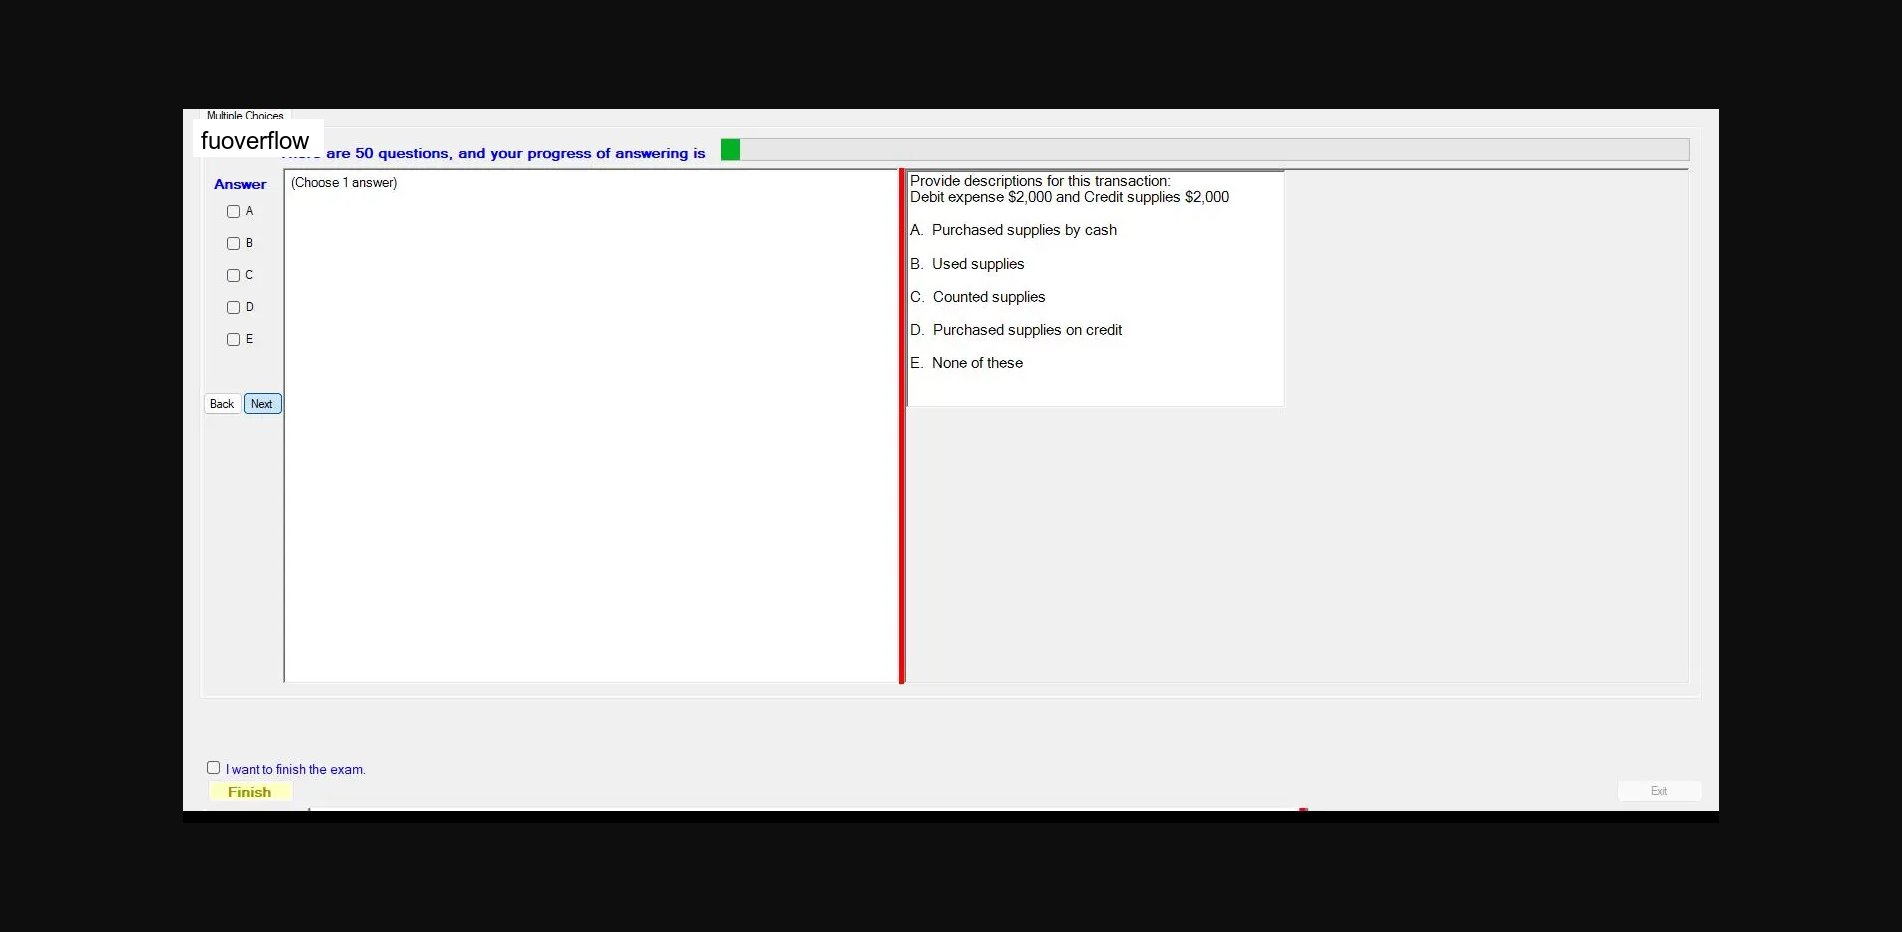 Multiple Choices
fuoverflow
are 50 questions, and your progress of answering is
Answer
(Choose 1 answer)
A
B
C
D
E
Back
Next
Provide descriptions for this transaction:
Debit expense $2,000 and Credit supplies $2,000
A. Purchased supplies by cash
B. Used supplies
C. Counted supplies
D. Purchased supplies on credit
E. None of these
I want to finish the exam.
Finish
Exit